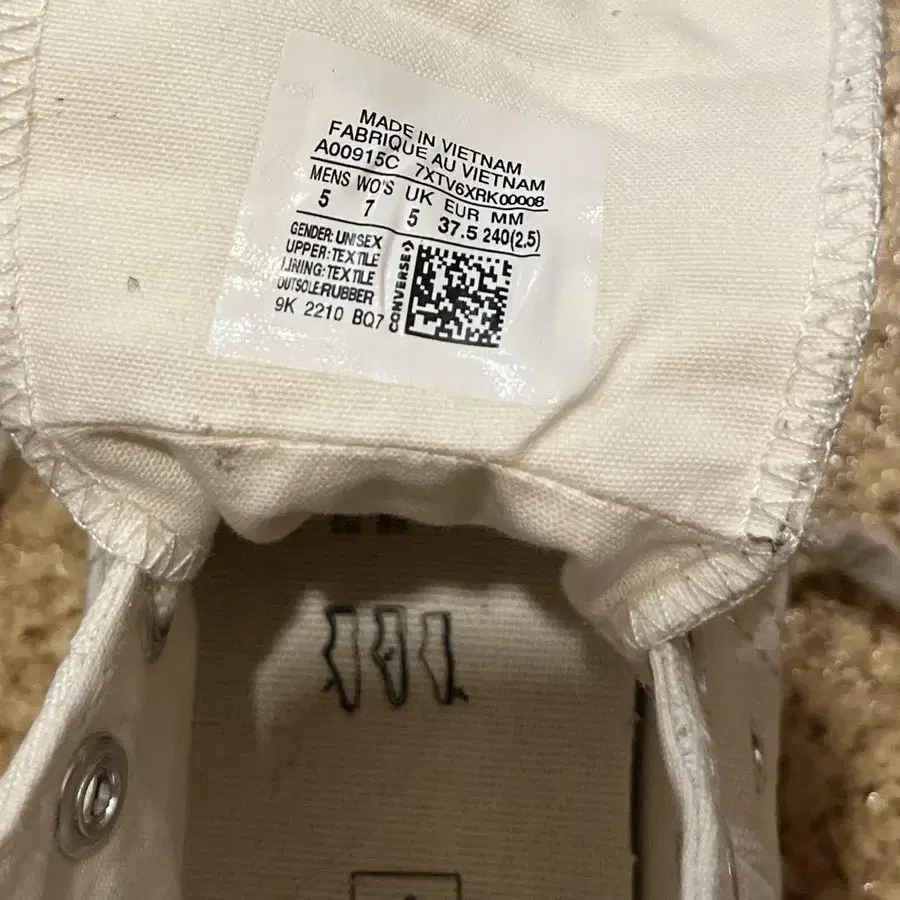 MADE IN VIETNAM
FABRIQUE AU VIETNAM
A00915C 7XTV6XRK00008
MENS WO'S UK EUR MM
5 7 5 37.5 240(2.5)
GENDER: UNISEX
UPPER: TEXTILE
LINING: TEXTILE
OUTSOLE:RUBBER
9K 2210 BQ7
CONVERSE